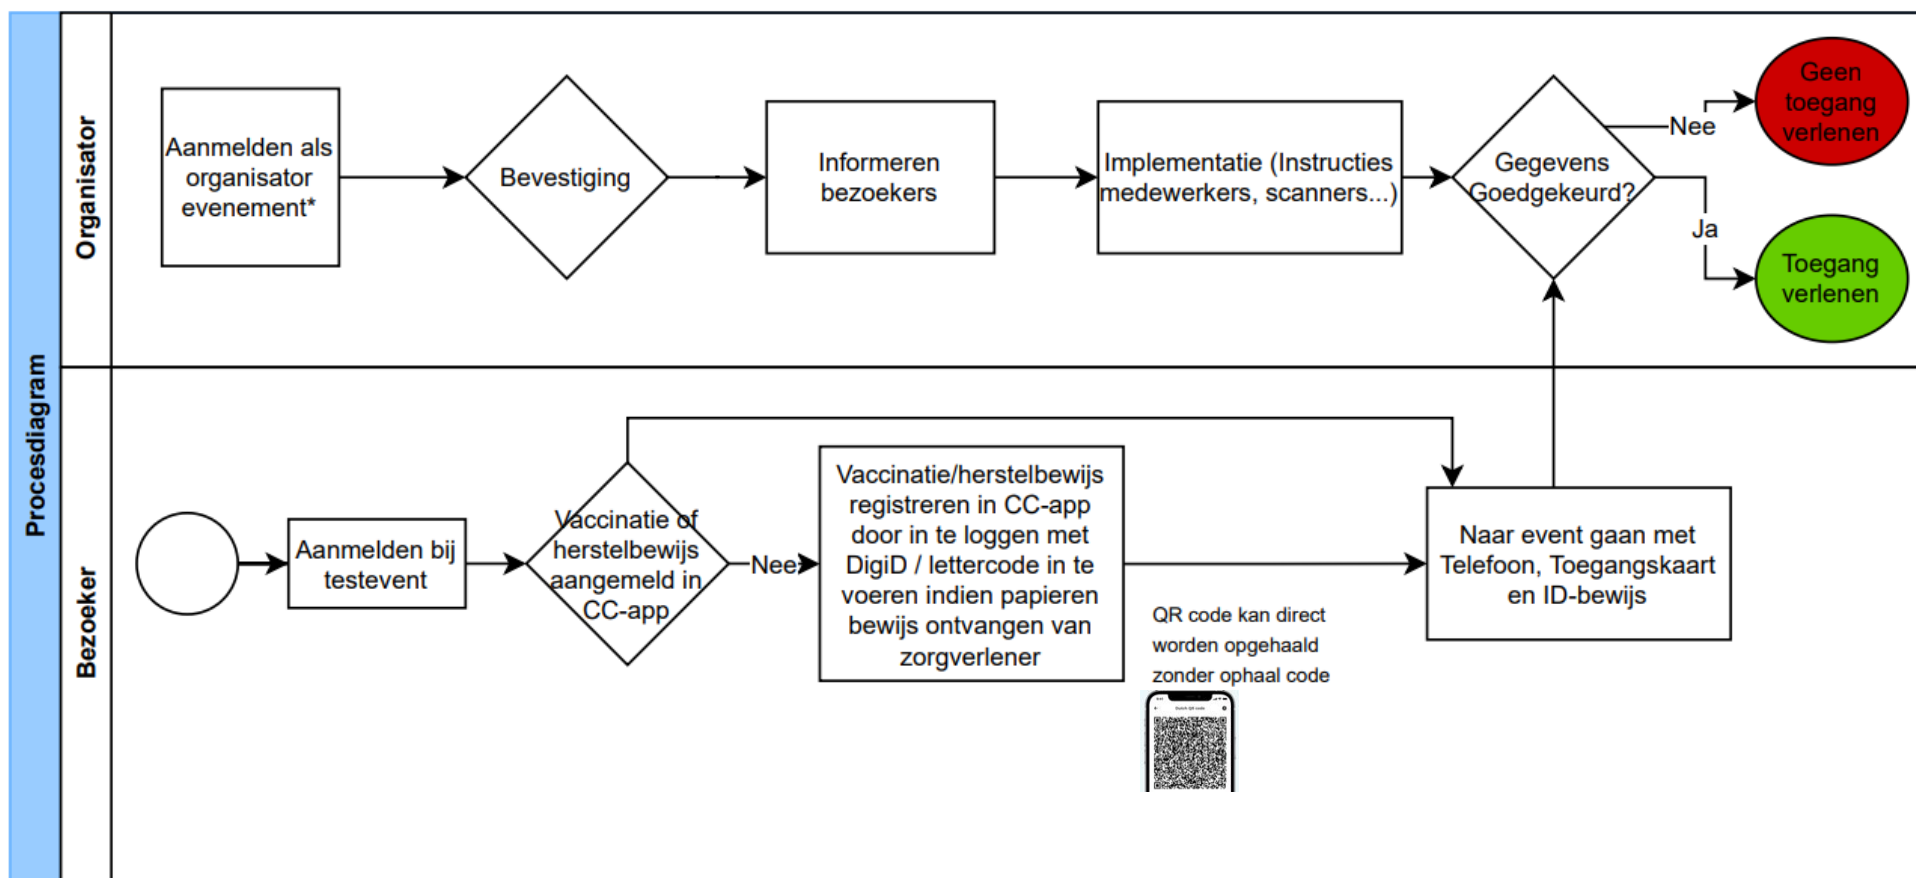 Procesdiagram
Organisator
Aanmelden als
organisator
evenement*
Bevestiging
Informeren
bezoekers
Implementatie (Instructies
medewerkers, scanners...)
Gegevens
Goedgekeurd?
Nee
Geen
toegang
verlenen
Ja
Toegang
verlenen
Bezoeker
Aanmelden bij
testevent
Vaccinatie of
herstelbewijs
aangemeld in
CC-app
Nee
Vaccinatie/herstelbewijs
registreren in CC-app
door in te loggen met
DigiD / lettercode in te
voeren indien papieren
bewijs ontvangen van
zorgverlener
QR code kan direct
worden opgehaald
zonder ophaal code
Dutch QR code
Naar event gaan met
Telefoon, Toegangskaart
en ID-bewijs